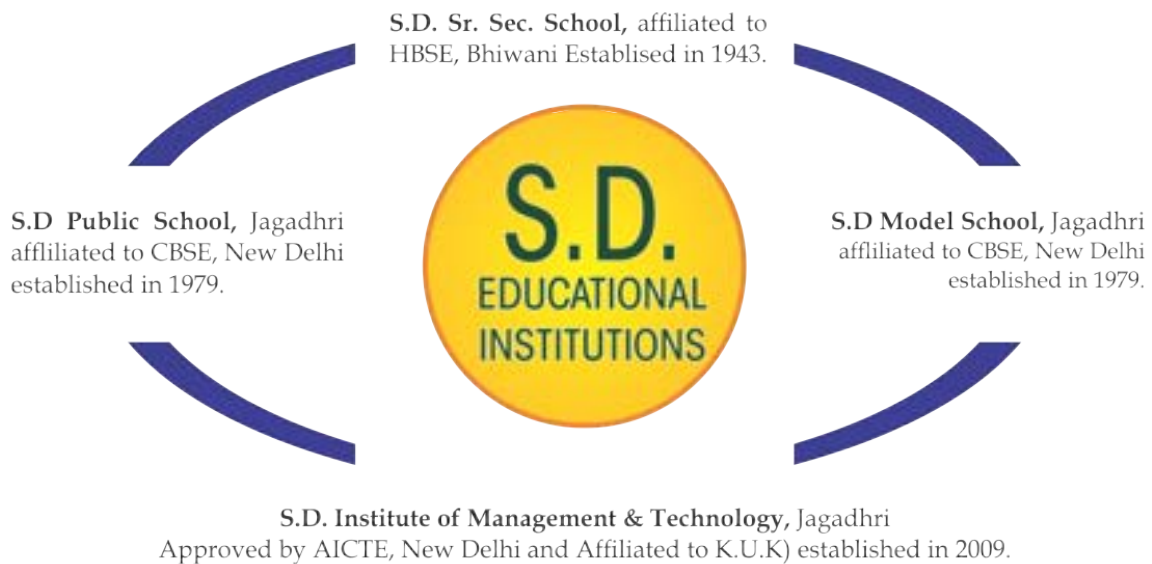 S.D. Sr. Sec. School, affiliated to
HBSE, Bhiwani Establised in 1943.
S.D Public School, Jagadhri
affliliated to CBSE, New Delhi
established in 1979.
S.D.
EDUCATIONAL
INSTITUTIONS
S.D Model School, Jagadhri
affliliated to CBSE, New Delhi
established in 1979.
S.D. Institute of Management & Technology, Jagadhri
Approved by AICTE, New Delhi and Affiliated to K.U.K) established in 2009.